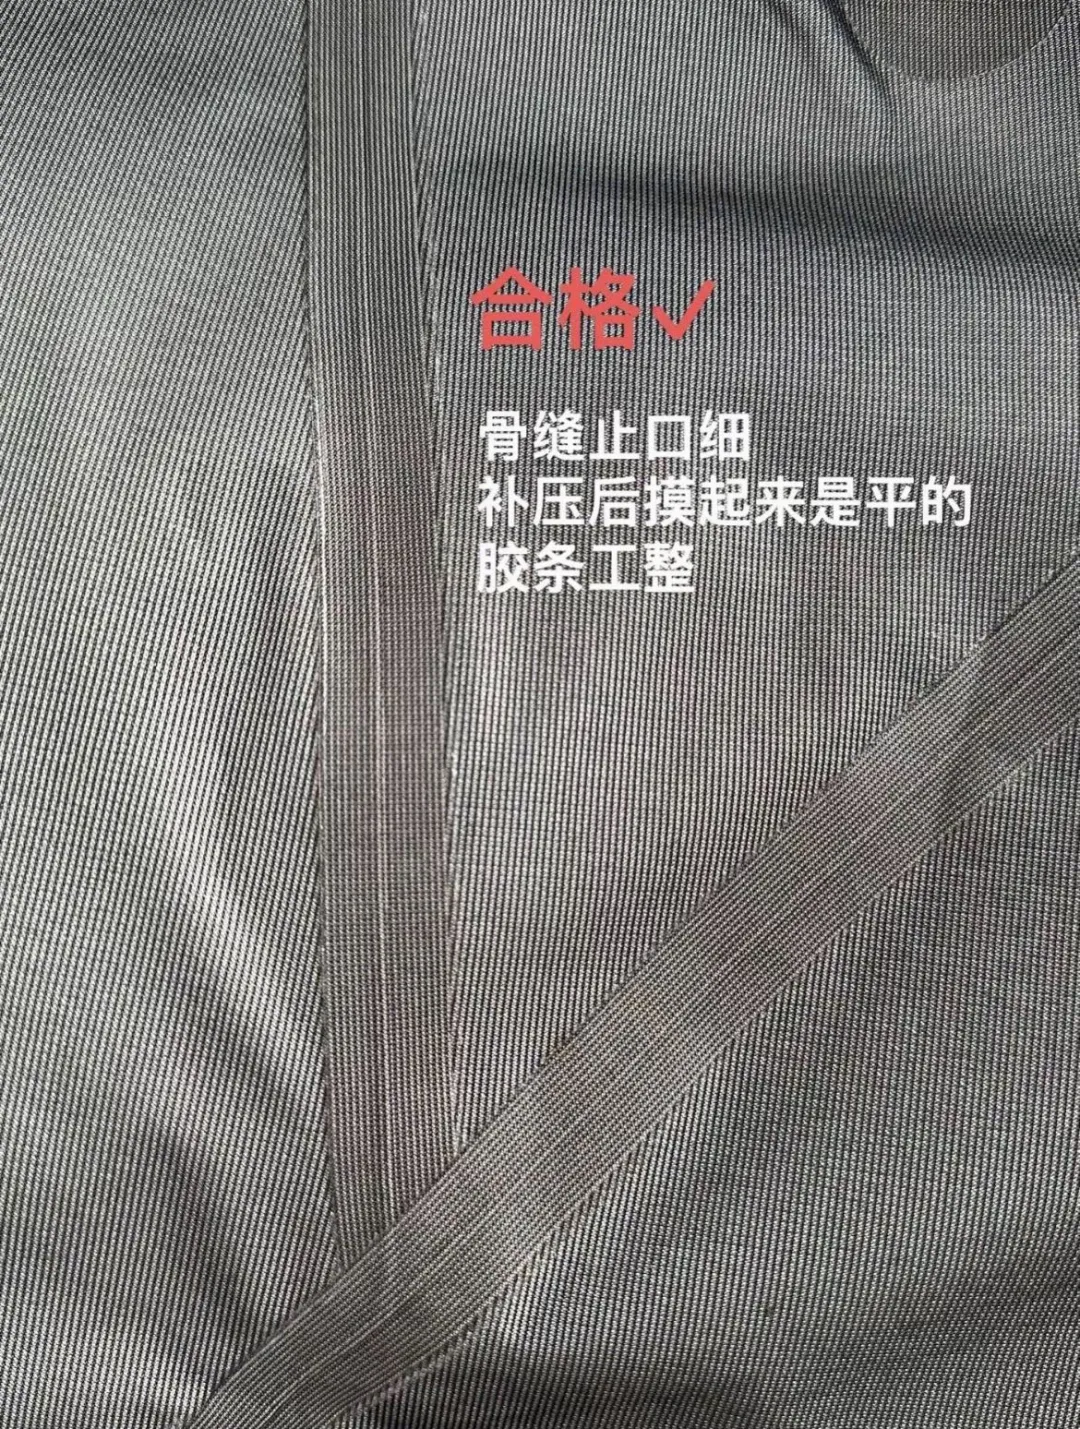 合格✓
骨缝止口细
补压后摸起来是平的
胶条工整